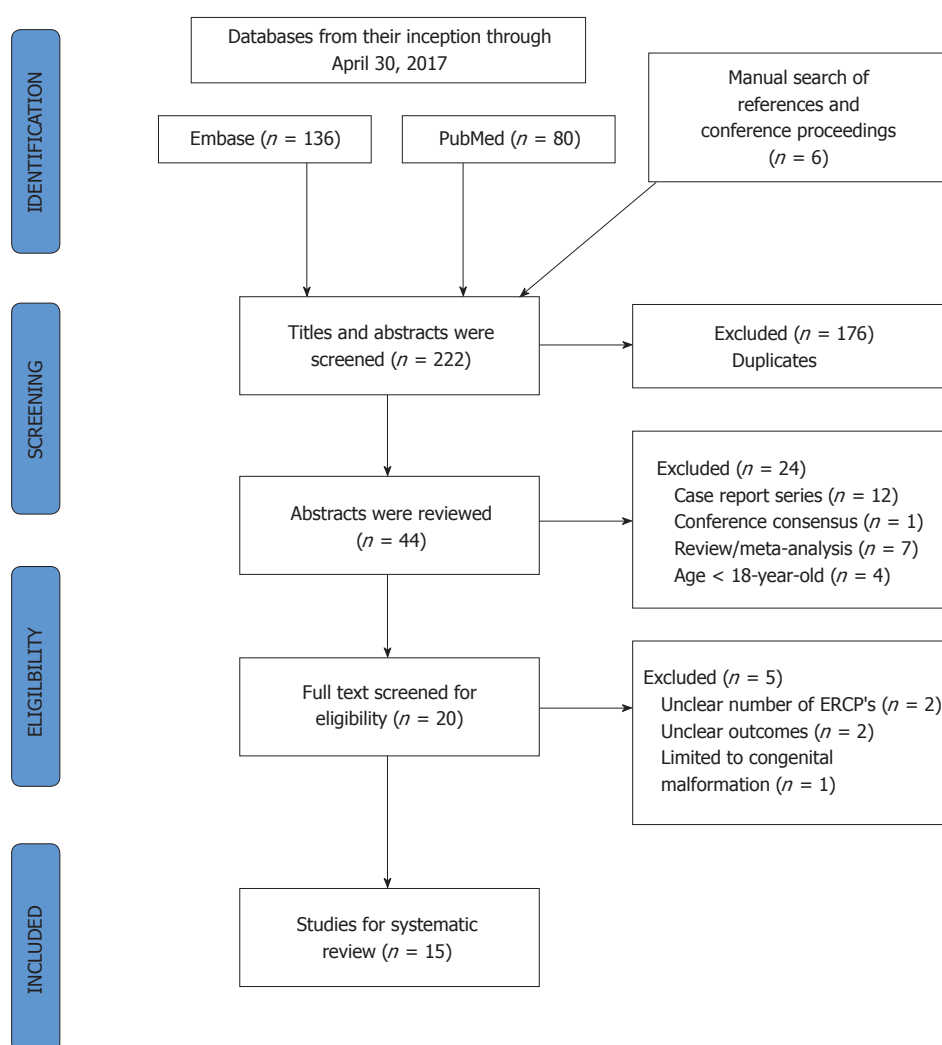 IDENTIFICATION
Databases from their inception through
April 30, 2017
Manual search of
references and
conference proceedings
(n = 6)
Embase (n = 136)
PubMed (n = 80)
SCREENING
Titles and abstracts were
screened (n = 222)
Excluded (n = 176)
Duplicates
Abstracts were reviewed
(n = 44)
Excluded (n = 24)
Case report series (n = 12)
Conference consensus (n = 1)
Review/meta-analysis (n = 7)
Age < 18-year-old (n = 4)
ELIGILBILITY
Full text screened for
eligibility (n = 20)
Excluded (n = 5)
Unclear number of ERCP's (n = 2)
Unclear outcomes (n = 2)
Limited to congenital
malformation (n = 1)
INCLUDED
Studies for systematic
review (n = 15)